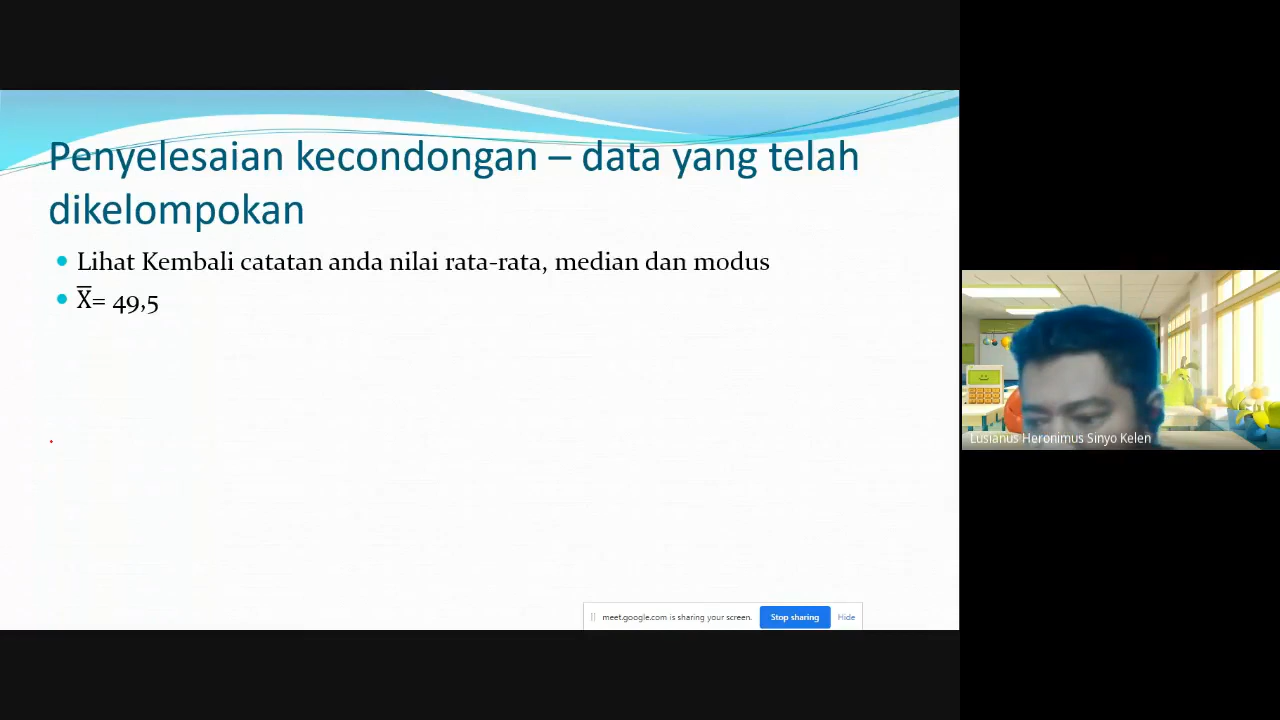 Penyelesaian kecondongan – data yang telah
dikelompokan
• Lihat Kembali catatan anda nilai rata-rata, median dan modus
• X̅= 49,5
meet.google.com is sharing your screen.
Stop sharing
Hide
Lusianus Heronimus Sinyo Kelen